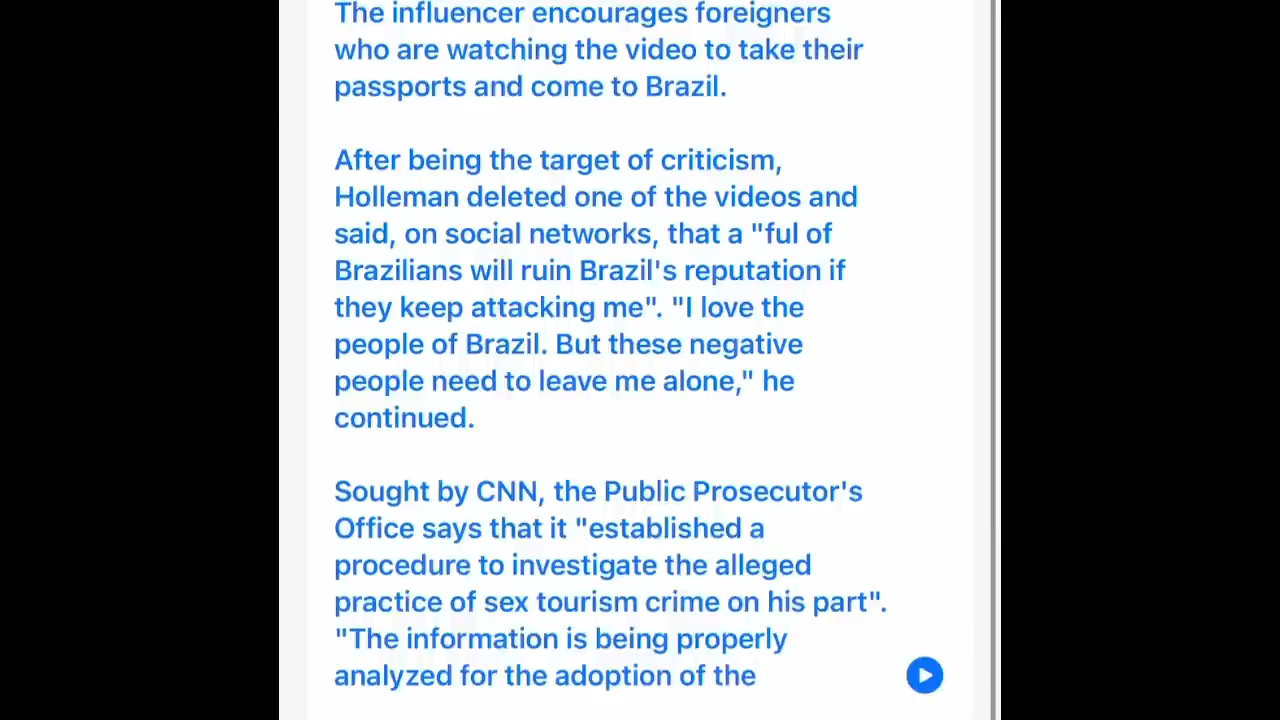 The influencer encourages foreigners
who are watching the video to take their
passports and come to Brazil.
After being the target of criticism,
Holleman deleted one of the videos and
said, on social networks, that a "ful of
Brazilians will ruin Brazil's reputation if
they keep attacking me". "I love the
people of Brazil. But these negative
people need to leave me alone," he
continued.
Sought by CNN, the Public Prosecutor's
Office says that it "established a
procedure to investigate the alleged
practice of sex tourism crime on his part".
"The information is being properly
analyzed for the adoption of the